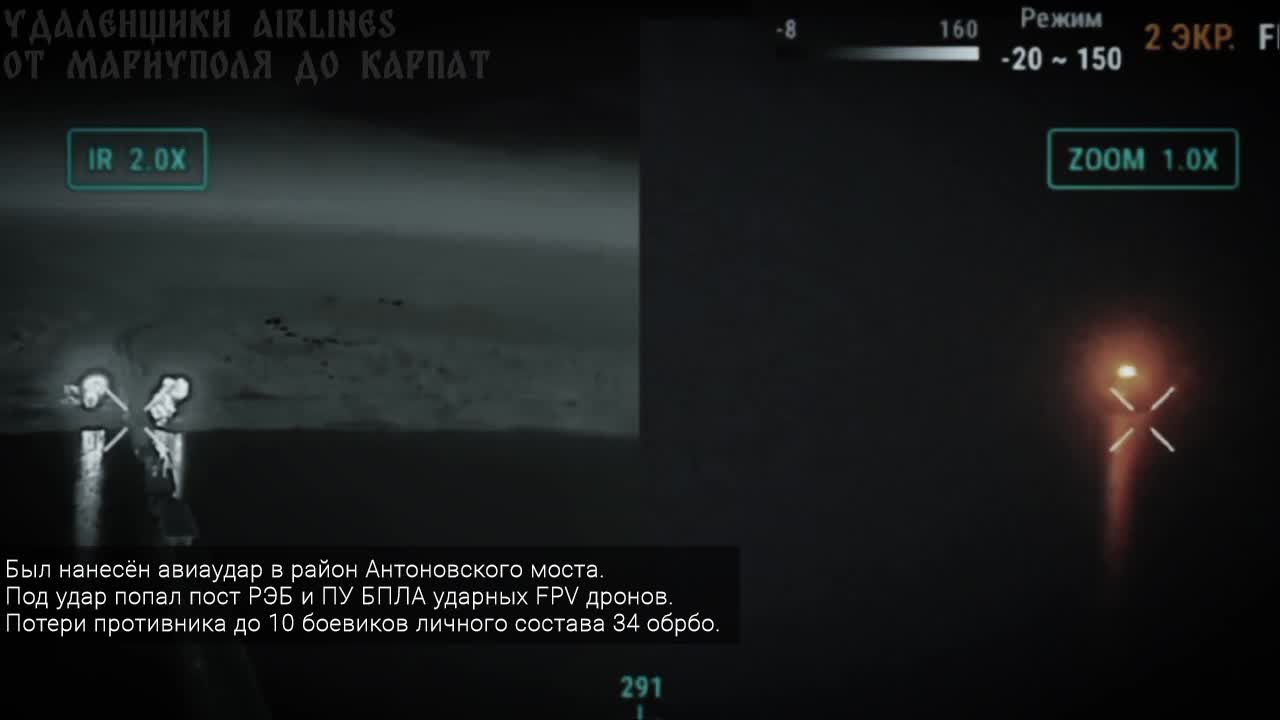 УДАЛЕНЩИКИ AIRLINES
ОТ МАРИУПОЛЯ ДО КАРПАТ
-8 160
Режим
-20 ~ 150
2 ЭКР.
IR 2.0X
ZOOM 1.0X
Был нанесён авиаудар в район Антоновского моста.
Под удар попал пост РЭБ и ПУ БПЛА ударных FPV дронов.
Потери противника до 10 боевиков личного состава 34 обрбо.
291